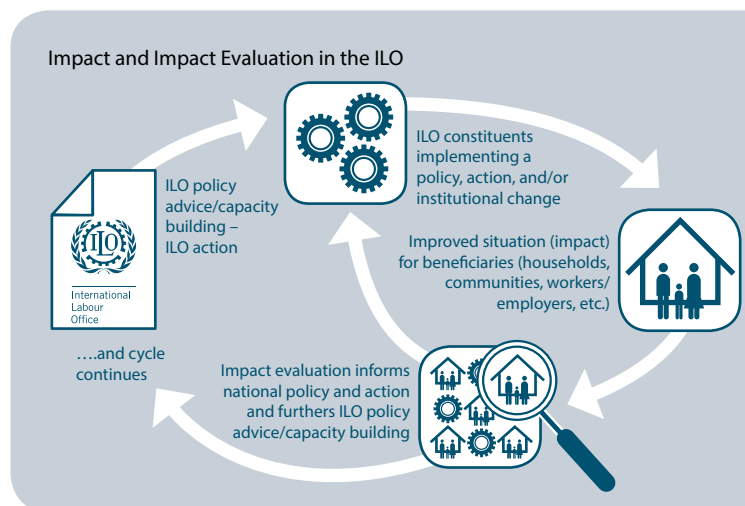 Impact and Impact Evaluation in the ILO
ILO policy
advice/capacity
building –
ILO action
ILO constituents
implementing a
policy, action, and/or
institutional change
ILO
International
Labour
Office
Improved situation (impact)
for beneficiaries (households,
communities, workers/
employers, etc.)
….and cycle
continues
Impact evaluation informs
national policy and action
and furthers ILO policy
advice/capacity building